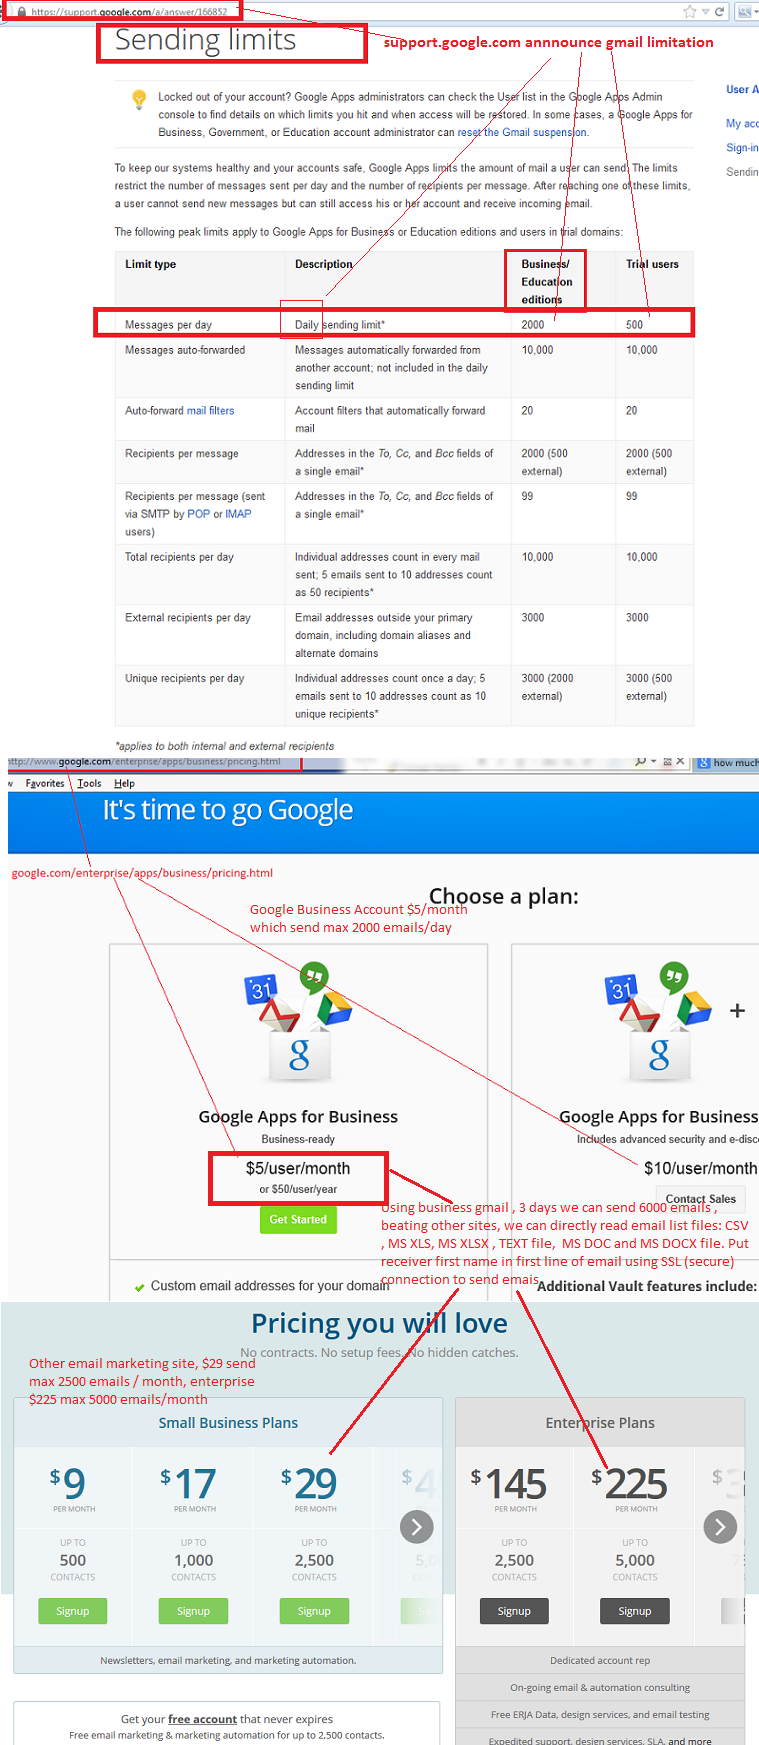 https://support.google.com/a/answer/166852
Sending limits
support.google.com annnounce gmail limitation
Locked out of your account? Google Apps administrators can check the User list in the Google Apps Admin
console to find details on which limits you hit and when access will be restored. In some cases, a Google Apps for
Business, Government, or Education account administrator can reset the Gmail suspension.
User A
My acc
Sign-in
Sendin
To keep our systems healthy and your accounts safe, Google Apps limits the amount of mail a user can send. The limits
restrict the number of messages sent per day and the number of recipients per message. After reaching one of these limits,
a user cannot send new messages but can still access his or her account and receive incoming email.
The following peak limits apply to Google Apps for Business or Education editions and users in trial domains:
Limit type Description Business/ Education editions Trial users
Messages per day Daily sending limit* 2000 500
Messages auto-forwarded Messages automatically forwarded from 10,000 10,000
another account; not included in the daily
sending limit
Auto-forward mail filters Account filters that automatically forward 20 20
mail
Recipients per message Addresses in the To, Cc, and Bcc fields of 2000 (500 2000 (500
a single email* external) external)
Recipients per message (sent Addresses in the To, Cc, and Bcc fields of 99 99
via SMTP by POP or IMAP a single email*
users)
Total recipients per day Individual addresses count in every mail 10,000 10,000
sent; 5 emails sent to 10 addresses count
as 50 recipients*
External recipients per day Email addresses outside your primary 3000 3000
domain, including domain aliases and
alternate domains
Unique recipients per day Individual addresses count once a day; 5 3000 (2000 3000 (500
emails sent to 10 addresses count as 10 external) external)
unique recipients*
*applies to both internal and external recipients
http://www.google.com/enterprise/apps/business/pricing.html
how much
w Favorites Tools Help
It's time to go Google
google.com/enterprise/apps/business/pricing.html
Choose a plan:
Google Business Account $5/month
which send max 2000 emails/day
31
g
31
+
g
Google Apps for Business
Business-ready
$5/user/month
or $50/user/year
Get Started
Google Apps for Business
Includes advanced security and e-disco
$10/user/month
Contact Sales
Using business gmail , 3 days we can send 6000 emails ,
beating other sites, we can directly read email list files: CSV
, MS XLS, MS XLSX , TEXT file, MS DOC and MS DOCX file. Put
receiver first name in first line of email using SSL (secure)
connection to send emais
Custom email addresses for your domain
Additional Vault features include:
Pricing you will love
No contracts. No setup fees. No hidden catches.
Other email marketing site, $29 send
max 2500 emails / month, enterprise
$225 max 5000 emails/month
Small Business Plans
$9 $17 $29
PER MONTH PER MONTH PER MONTH
UP TO UP TO UP TO
500 1,000 2,500
CONTACTS CONTACTS CONTACTS
Signup Signup Signup
Newsletters, email marketing, and marketing automation.
Enterprise Plans
$145 $225
PER MONTH PER MONTH
UP TO UP TO
2,500 5,000
CONTACTS CONTACTS
Signup Signup
Dedicated account rep
On-going email & automation consulting
Free ERJA Data, design services, and email testing
Expedited support, design services, SLA, and more
Get your free account that never expires
Free email marketing & marketing automation for up to 2,500 contacts.